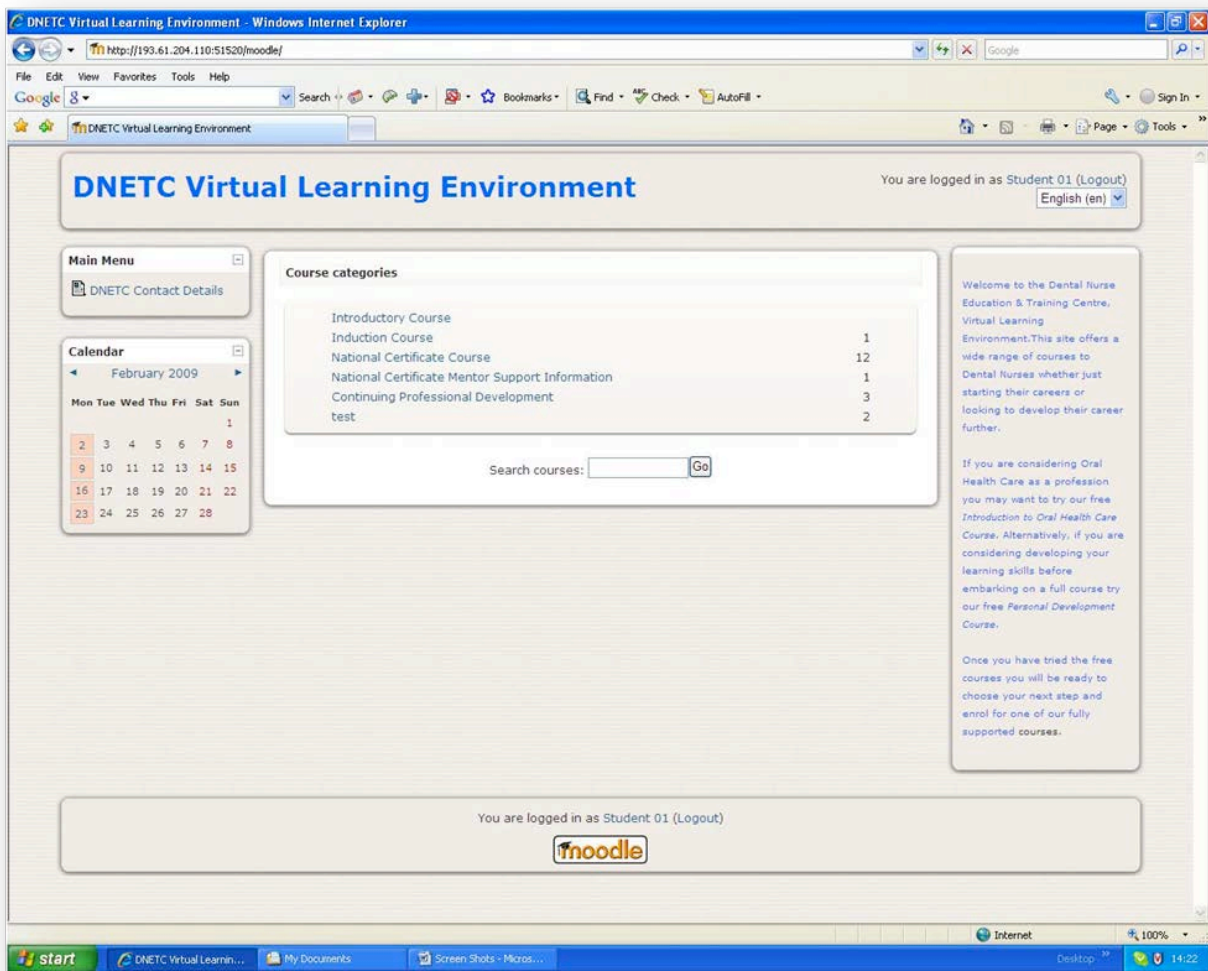 DNETC Virtual Learning Environment - Windows Internet Explorer
http://193.61.204.110:51520/moodle/
Google
File Edit View Favorites Tools Help
Google Search Bookmarks Find Check AutoFill Sign In
DNETC Virtual Learning Environment
Page Tools
DNETC Virtual Learning Environment
You are logged in as Student 01 (Logout)
English (en)
Main Menu
DNETC Contact Details
Calendar
February 2009
Mon Tue Wed Thu Fri Sat Sun
1
2 3 4 5 6 7 8
9 10 11 12 13 14 15
16 17 18 19 20 21 22
23 24 25 26 27 28
Course categories
Introductory Course
Induction Course 1
National Certificate Course 12
National Certificate Mentor Support Information 1
Continuing Professional Development 3
test 2
Search courses: Go
Welcome to the Dental Nurse
Education & Training Centre,
Virtual Learning
Environment.This site offers a
wide range of courses to
Dental Nurses whether just
starting their careers or
looking to develop their career
further.
If you are considering Oral
Health Care as a profession
you may want to try our free
Introduction to Oral Health Care
Course. Alternatively, if you are
considering developing your
learning skills before
embarking on a full course try
our free Personal Development
Course.
Once you have tried the free
courses you will be ready to
choose your next step and
enrol for one of our fully
supported courses.
You are logged in as Student 01 (Logout)
moodle
Internet 100%
start DNETC Virtual Learnin... My Documents Screen Shots - Micros... Desktop 14:22